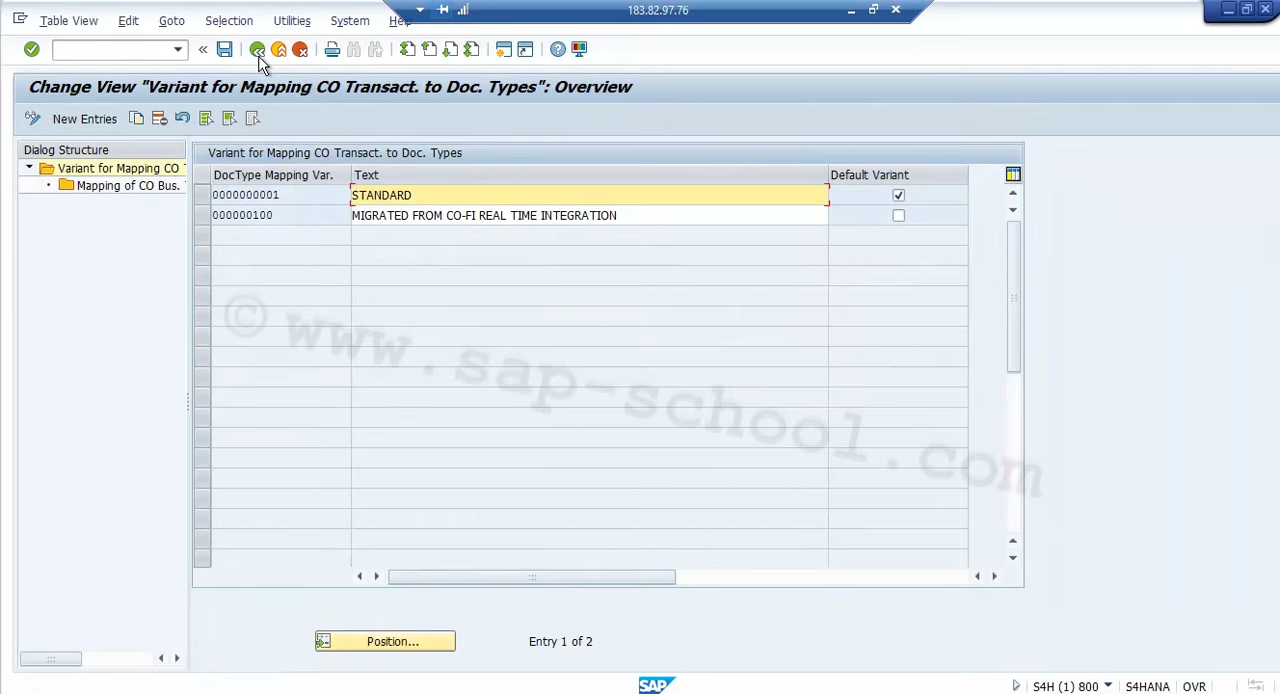 183.82.97.76
Table View Edit Goto Selection Utilities System Help
Change View "Variant for Mapping CO Transact. to Doc. Types": Overview
New Entries
Dialog Structure
Variant for Mapping CO
Mapping of CO Bus.
Variant for Mapping CO Transact. to Doc. Types
DocType Mapping Var. Text Default Variant
0000000001 STANDARD
000000100 MIGRATED FROM CO-FI REAL TIME INTEGRATION
© www.sap-school.com
Position... Entry 1 of 2
SAP
S4H (1) 800 S4HANA OVR